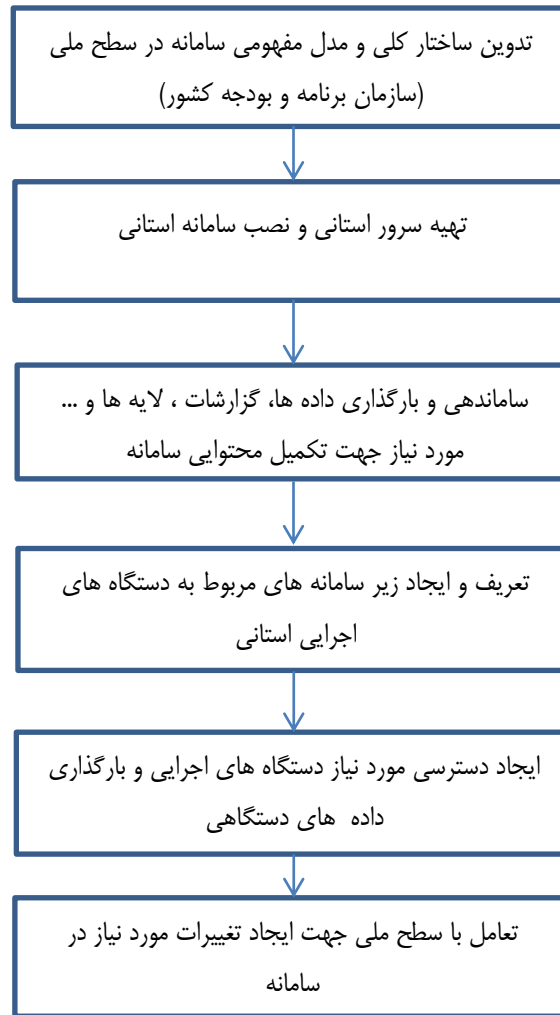 تدوین ساختار کلی و مدل مفهومی سامانه در سطح ملی
(سازمان برنامه و بودجه کشور)
تهیه سرور استانی و نصب سامانه استانی
ساماندهی و بارگذاری داده ها، گزارشات ، لایه ها و ...
مورد نیاز جهت تکمیل محتوایی سامانه
تعریف و ایجاد زیر سامانه های مربوط به دستگاه های
اجرایی استانی
ایجاد دسترسی مورد نیاز دستگاه های اجرایی و بارگذاری
داده های دستگاهی
تعامل با سطح ملی جهت ایجاد تغییرات مورد نیاز در
سامانه